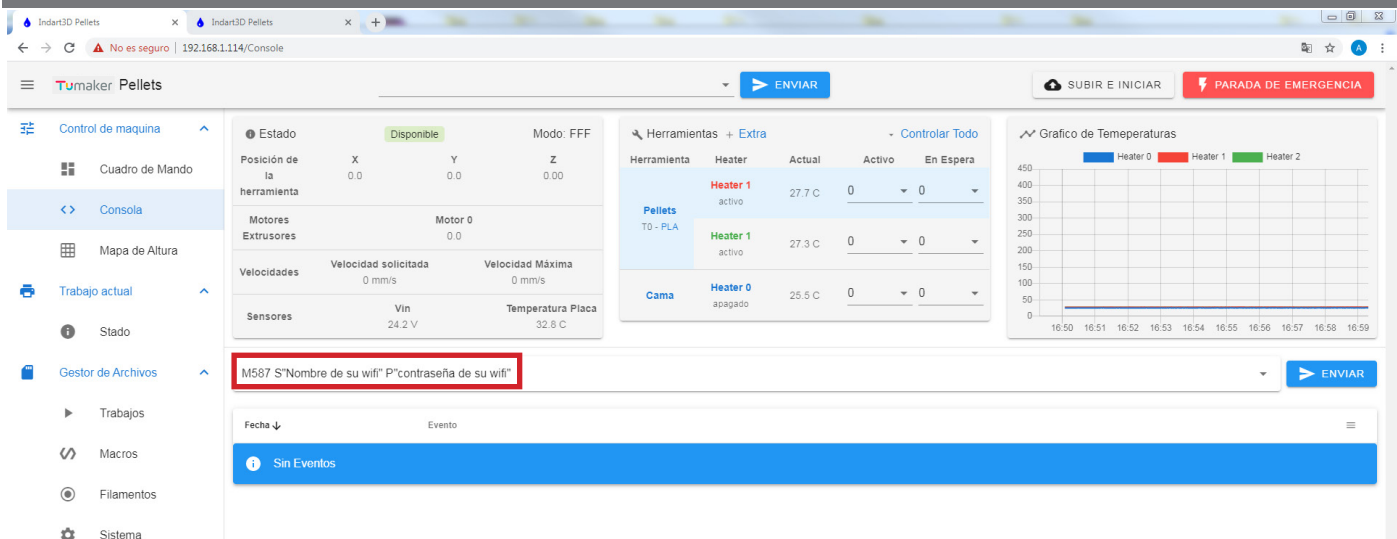 Indart3D Pellets
Indart3D Pellets
No es seguro | 192.168.1.114/Console
A
Tumaker Pellets
ENVIAR
SUBIR E INICIAR
PARADA DE EMERGENCIA
Control de maquina
Cuadro de Mando
Consola
Mapa de Altura
Trabajo actual
Stado
Gestor de Archivos
Trabajos
Macros
Filamentos
Sistema
Estado
Disponible
Modo: FFF
Posición de la herramienta
X
Y
Z
0.0
0.0
0.00
Motores Extrusores
Motor 0
0.0
Velocidades
Velocidad solicitada
Velocidad Máxima
0 mm/s
0 mm/s
Sensores
Vin
Temperatura Placa
24.2 V
32.8 C
Herramientas + Extra
Controlar Todo
Herramienta
Heater
Actual
Activo
En Espera
Pellets
T0 - PLA
Heater 1
activo
27.7 C
0
0
Heater 1
activo
27.3 C
0
0
Cama
Heater 0
apagado
25.5 C
0
0
Grafico de Temeperaturas
Heater 0
Heater 1
Heater 2
450
400
350
300
250
200
150
100
50
0
16:50 16:51 16:52 16:53 16:54 16:55 16:56 16:57 16:58 16:59
M587 S"Nombre de su wifi" P"contraseña de su wifi"
ENVIAR
Fecha
Evento
Sin Eventos